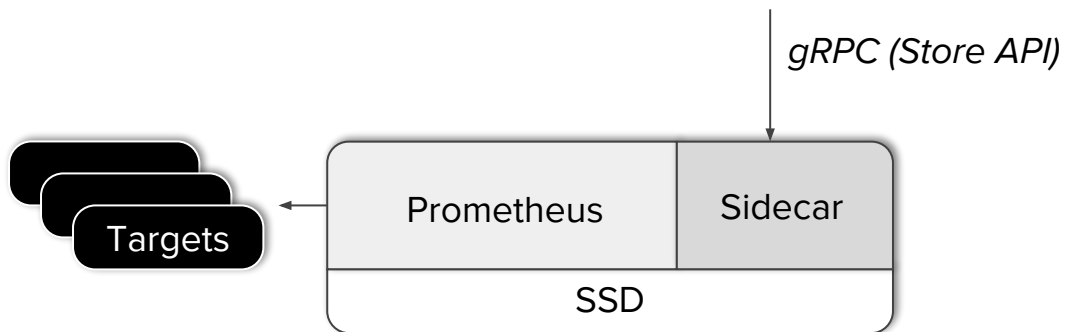 gRPC (Store API)
Prometheus
Sidecar
Targets
SSD